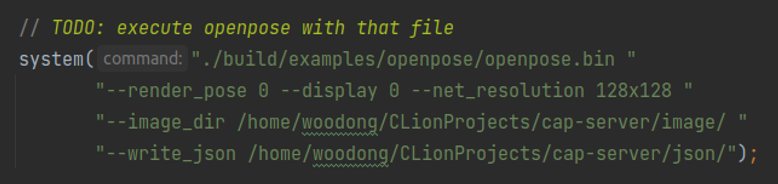 // TODO: execute openpose with that file
system( command: "./build/examples/openpose/openpose.bin "
"--render_pose 0 --display 0 --net_resolution 128x128 "
"--image_dir /home/woodong/CLionProjects/cap-server/image/ "
"--write_json /home/woodong/CLionProjects/cap-server/json/");